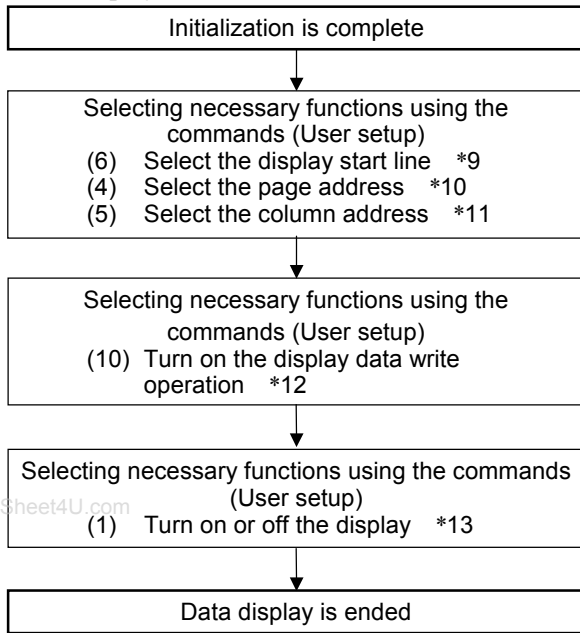 Initialization is complete
Selecting necessary functions using the
commands (User setup)
(6) Select the display start line *9
(4) Select the page address *10
(5) Select the column address *11
Selecting necessary functions using the
commands (User setup)
(10) Turn on the display data write
operation *12
Selecting necessary functions using the commands
(User setup)
Sheet4U.com
(1) Turn on or off the display *13
Data display is ended